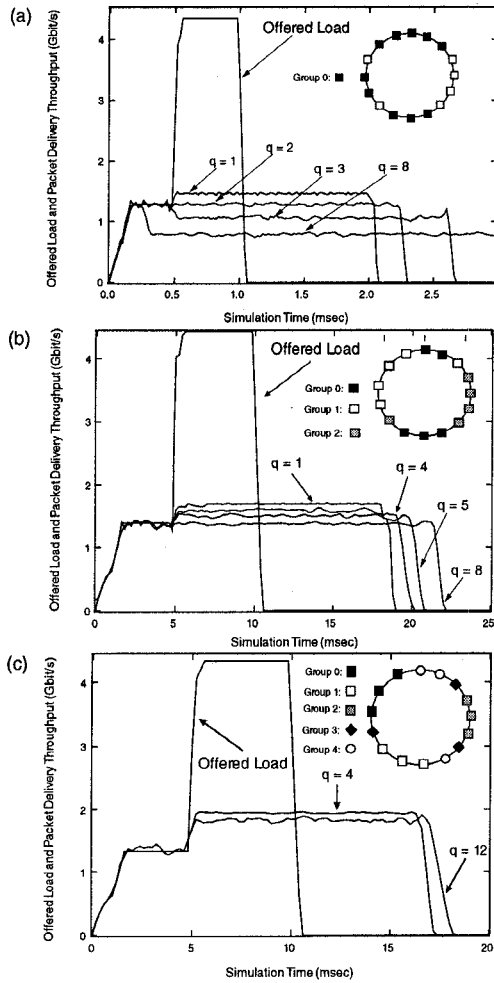 (a)
Offered Load and Packet Delivery Throughput (Gbit/s)
4
3
2
1
0
Offered Load
Group 0:
q = 1
q = 2
q = 3
q = 8
0.0 0.5 1.0 1.5 2.0 2.5
Simulation Time (msec)
(b)
Offered Load and Packet Delivery Throughput (Gbit/s)
4
3
2
1
0
Offered Load
Group 0:
Group 1:
Group 2:
q = 1
q = 4
q = 5
q = 8
0 5 10 15 20 25
Simulation Time (msec)
(c)
Offered Load and Packet Delivery Throughput (Gbit/s)
4
3
2
1
0
Group 0:
Group 1:
Group 2:
Group 3:
Group 4:
Offered Load
q = 4
q = 12
0 5 10 15 20
Simulation Time (msec)